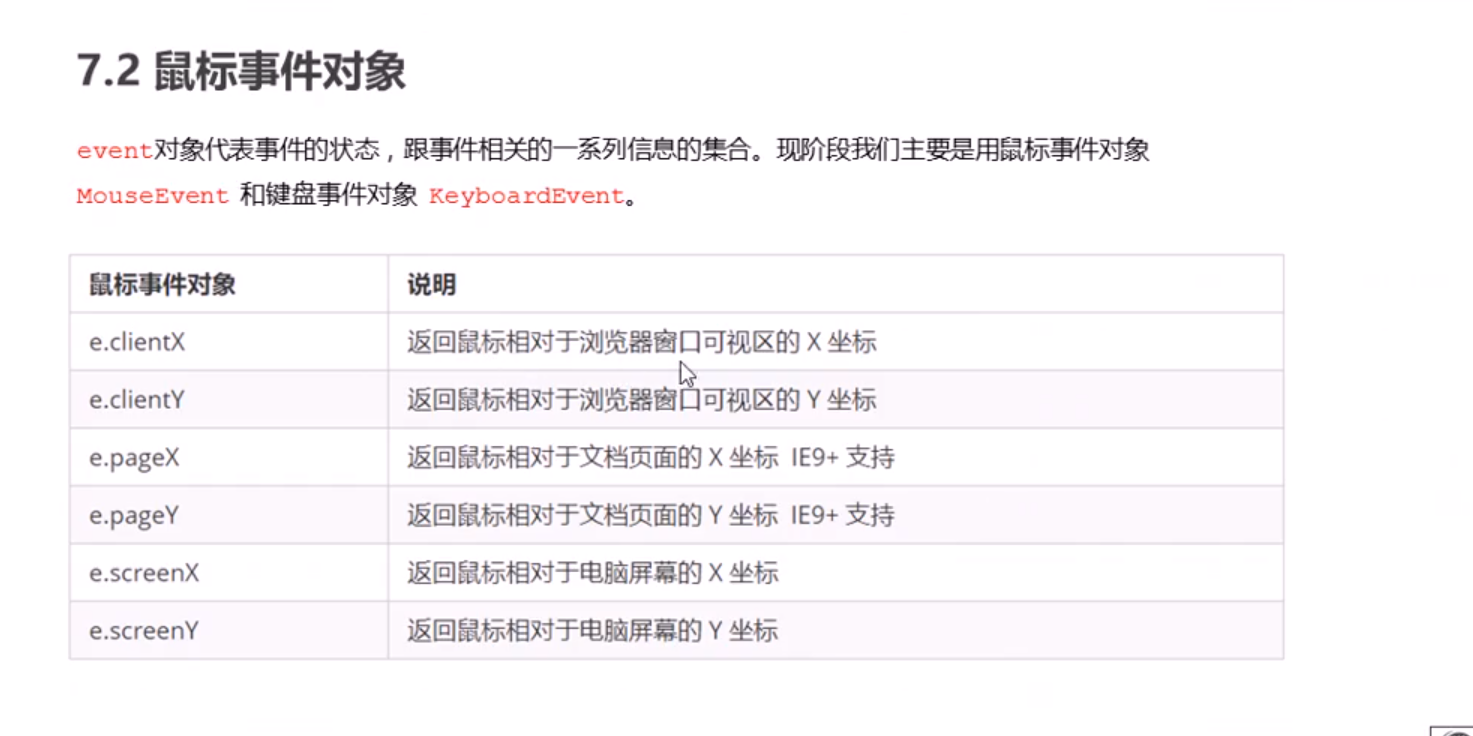 7.2 鼠标事件对象
event对象代表事件的状态，跟事件相关的一系列信息的集合。现阶段我们主要是用鼠标事件对象
MouseEvent 和键盘事件对象 KeyboardEvent。
鼠标事件对象 说明
e.clientX 返回鼠标相对于浏览器窗口可视区的 X 坐标
e.clientY 返回鼠标相对于浏览器窗口可视区的 Y 坐标
e.pageX 返回鼠标相对于文档页面的 X 坐标 IE9+ 支持
e.pageY 返回鼠标相对于文档页面的 Y 坐标 IE9+ 支持
e.screenX 返回鼠标相对于电脑屏幕的 X 坐标
e.screenY 返回鼠标相对于电脑屏幕的 Y 坐标